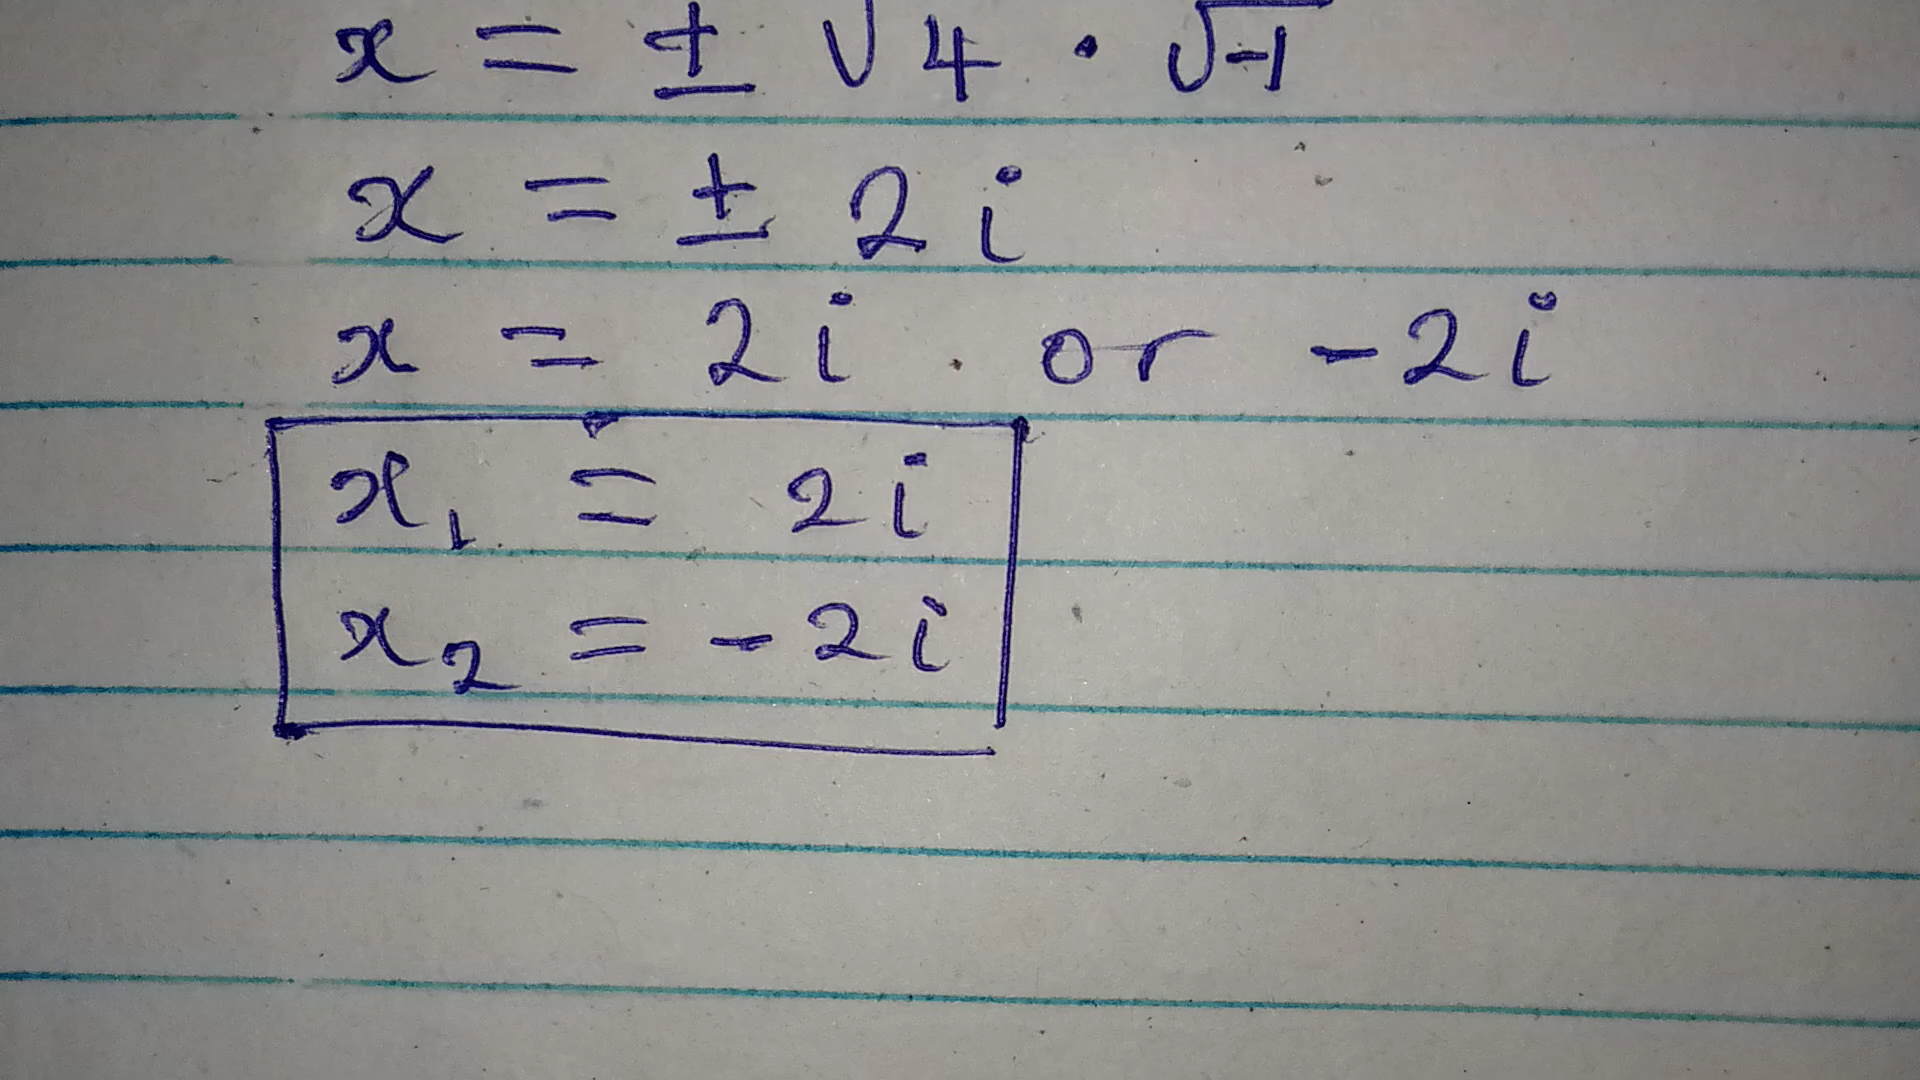 x = ± √4 · √-1
x = ± 2i
x = 2i or -2i
x₁ = 2i
x₂ = -2i